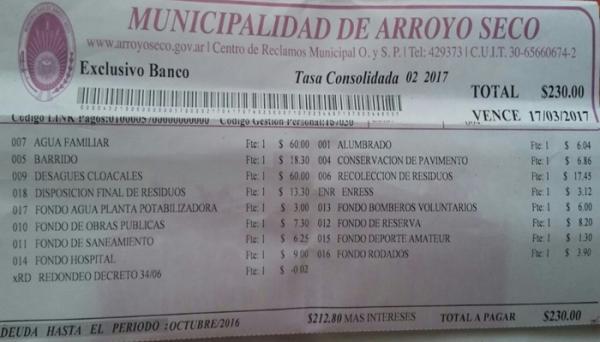 MUNICIPALIDAD DE ARROYO SECO
www.arroyoseco.gov.ar | Centro de Reclamos Municipal O. y S. P. | Tel: 429373 | C.U.I.T. 30-65660674-2
Exclusivo Banco Tasa Consolidada 02 2017 TOTAL $230.00
VENCE 17/03/2017
Codigo LINK Pagos: Codigo Gestion Personal:
007 AGUA FAMILIAR Fte: 1 $ 60.00 001 ALUMBRADO Fte: 1 $ 6.04
005 BARRIDO Fte: 1 $ 18.30 004 CONSERVACION DE PAVIMENTO Fte: 1 $ 6.86
009 DESAGUES CLOACALES Fte: 1 $ 60.00 006 RECOLECCION DE RESIDUOS Fte: 1 $ 17.45
018 DISPOSICION FINAL DE RESIDUOS Fte: 1 $ 13.30 ENR ENRESS Fte: 1 $ 3.12
017 FONDO AGUA PLANTA POTABILIZADORA Fte: 1 $ 3.00 013 FONDO BOMBEROS VOLUNTARIOS Fte: 1 $ 6.00
010 FONDO DE OBRAS PUBLICAS Fte: 1 $ 7.30 012 FONDO DE RESERVA Fte: 1 $ 8.20
011 FONDO DE SANEAMIENTO Fte: 1 $ 6.25 015 FONDO DEPORTE AMATEUR Fte: 1 $ 1.30
014 FONDO HOSPITAL Fte: 1 $ 9.00 016 FONDO RODADOS Fte: 1 $ 3.90
xRD REDONDEO DECRETO 34/06 Fte: 1 $ -0.02
DEUDA HASTA EL PERIODO :OCTUBRE/2016 $212.80 MAS INTERESES TOTAL A PAGAR $230.00